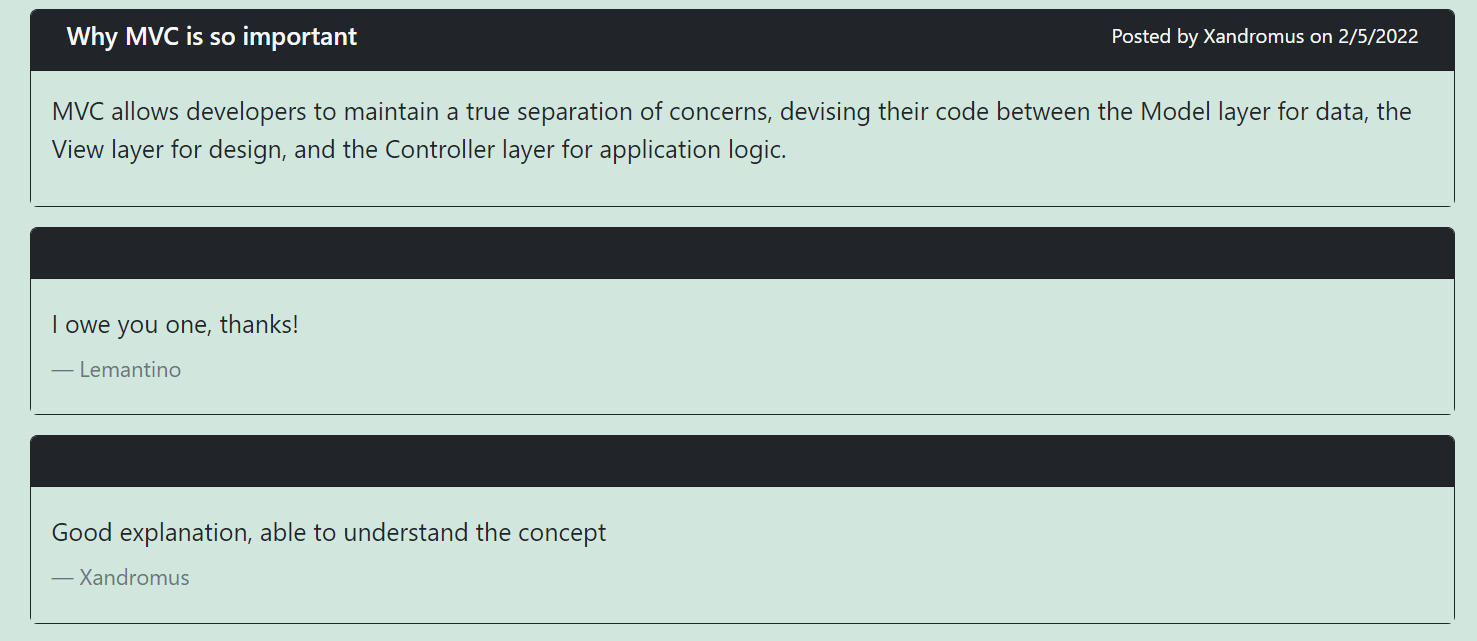 Why MVC is so important
Posted by Xandromus on 2/5/2022
MVC allows developers to maintain a true separation of concerns, devising their code between the Model layer for data, the
View layer for design, and the Controller layer for application logic.
I owe you one, thanks!
— Lemantino
Good explanation, able to understand the concept
— Xandromus